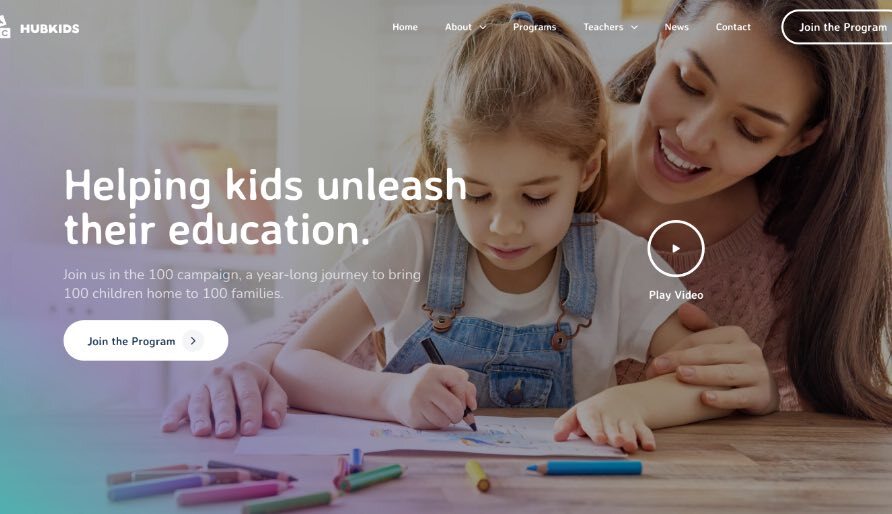 HUBKIDS
Home About Programs Teachers News Contact Join the Program
Helping kids unleash
their education.
Join us in the 100 campaign, a year-long journey to bring
100 children home to 100 families.
Join the Program
Play Video